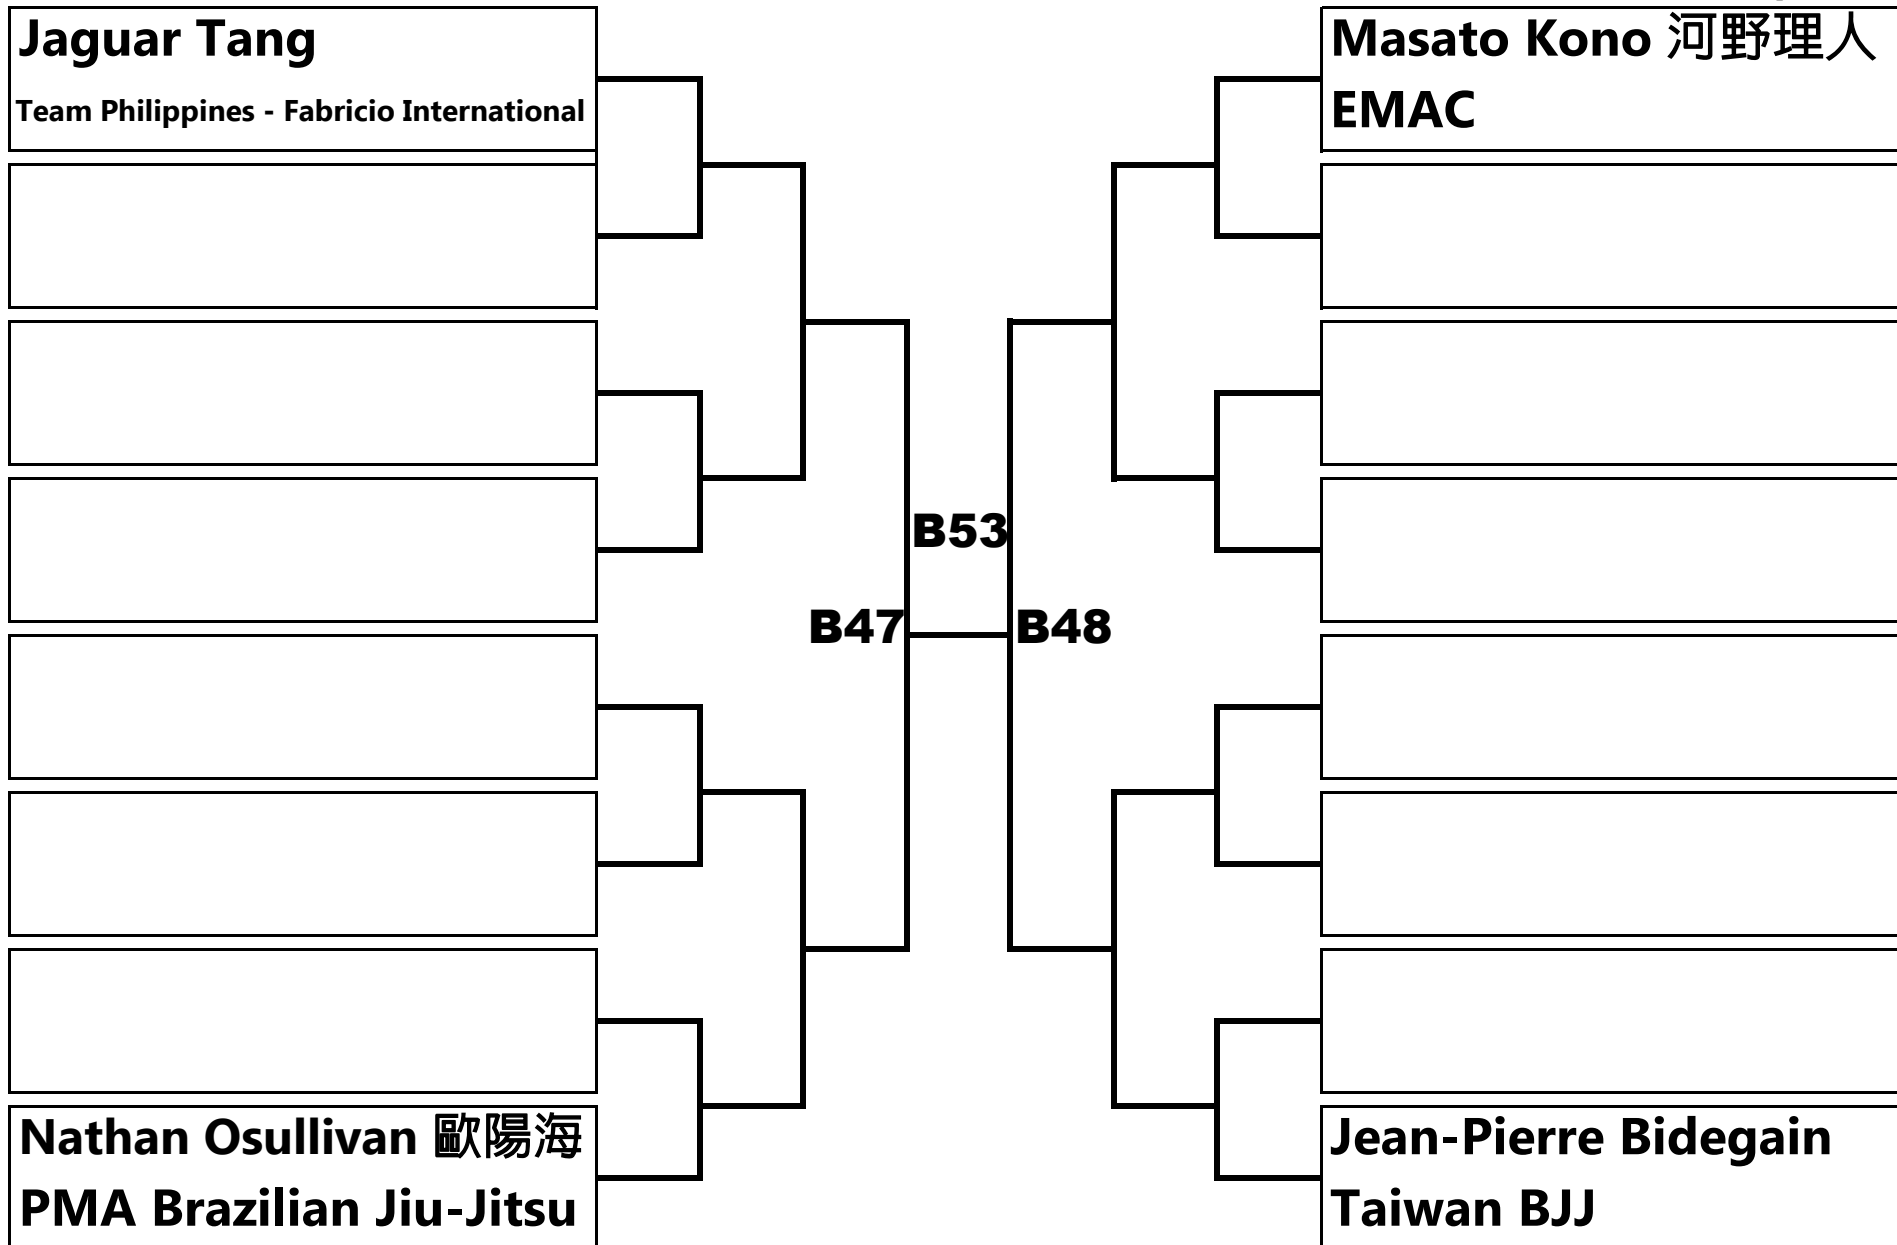 Jaguar Tang
Team Philippines - Fabricio International
Masato Kono 河野理人
EMAC
B53
B47
B48
Nathan Osullivan 歐陽海
PMA Brazilian Jiu-Jitsu
Jean-Pierre Bidegain
Taiwan BJJ